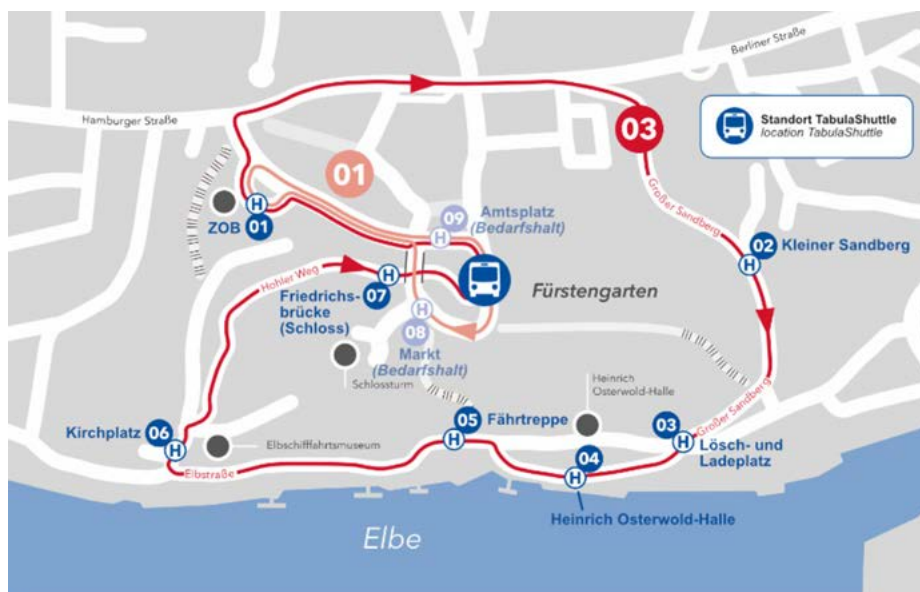 Berliner Straße
Hamburger Straße
03
Standort TabulaShuttle
location TabulaShuttle
01
Großer Sandberg
H
ZOB 01
09
H
Amtsplatz
(Bedarfshalt)
02
H
Kleiner Sandberg
Hohler Weg
H
07
Friedrichs-
brücke
(Schloss)
Fürstengarten
H
08
Markt
(Bedarfshalt)
Schlossturm
Heinrich
Osterwold-Halle
Großer Sandberg
Kirchplatz 06
H
Elbschifffahrtsmuseum
05 Fährtreppe
H
03
H
Lösch- und
Ladeplatz
04
H
Elbstraße
Heinrich Osterwold-Halle
Elbe